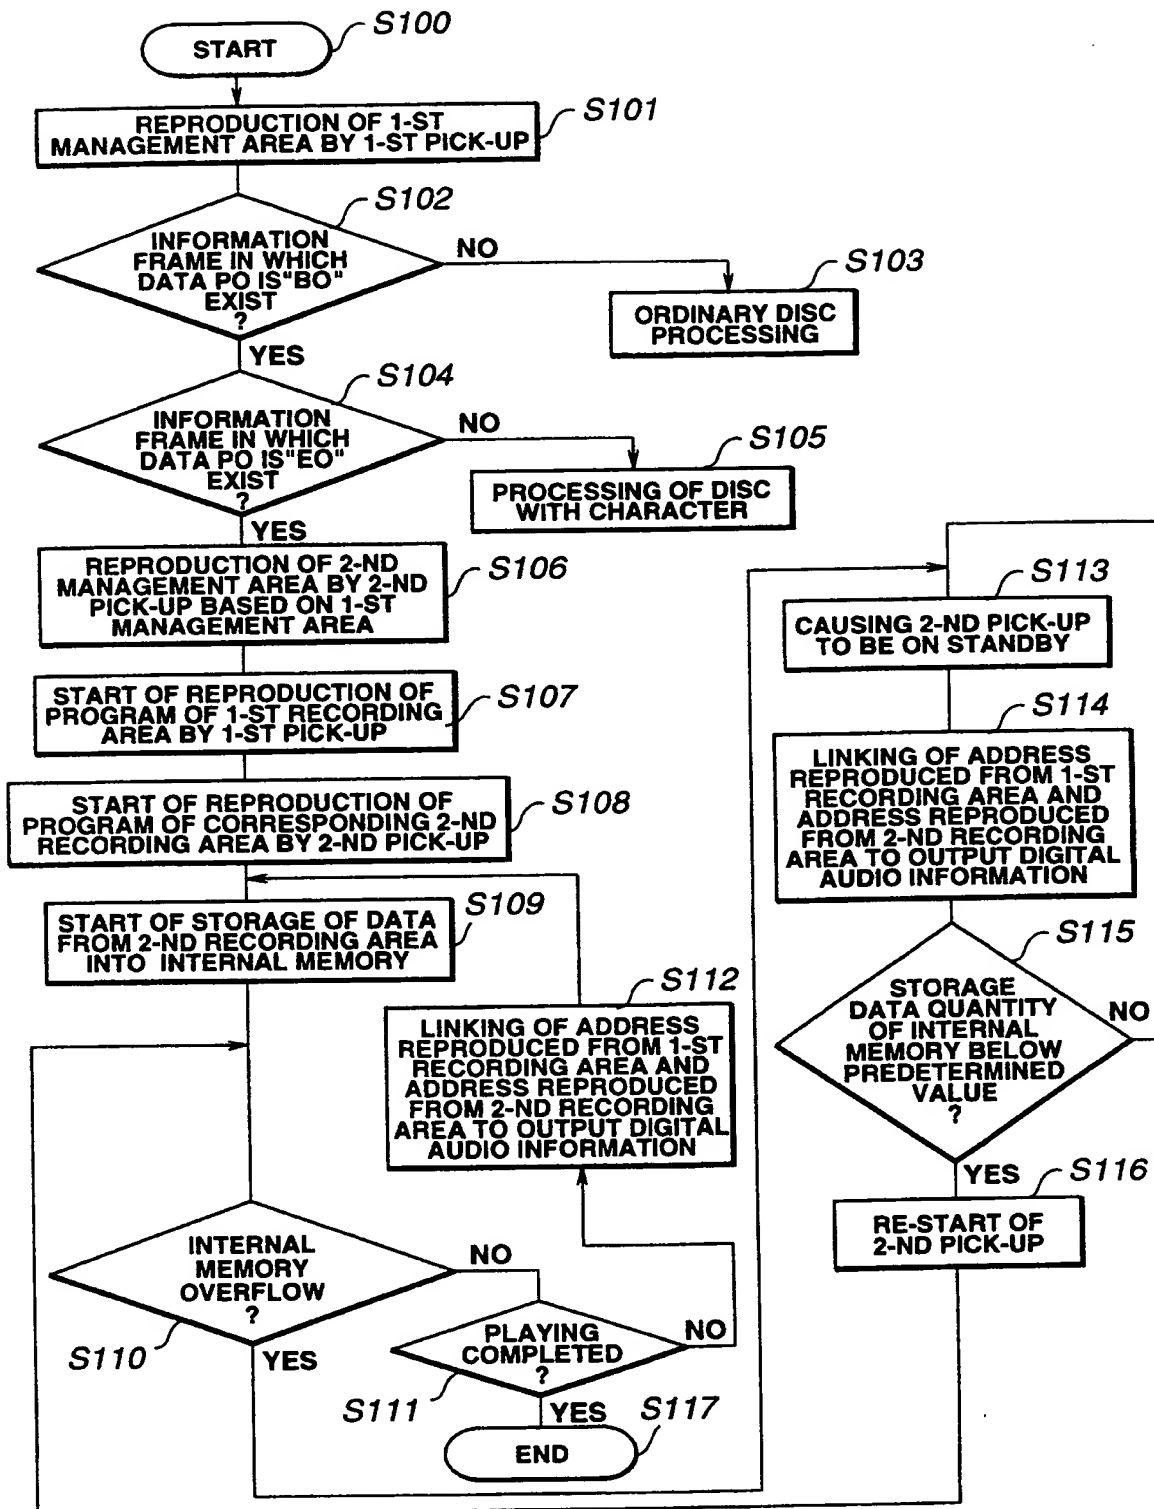 START
S100
REPRODUCTION OF 1-ST
MANAGEMENT AREA BY 1-ST PICK-UP
S101
S102
INFORMATION
FRAME IN WHICH
DATA PO IS"BO"
EXIST
?
NO
YES
S103
ORDINARY DISC
PROCESSING
S104
INFORMATION
FRAME IN WHICH
DATA PO IS"EO"
EXIST
?
NO
YES
S105
PROCESSING OF DISC
WITH CHARACTER
REPRODUCTION OF 2-ND
MANAGEMENT AREA BY 2-ND
PICK-UP BASED ON 1-ST
MANAGEMENT AREA
S106
START OF REPRODUCTION OF
PROGRAM OF 1-ST RECORDING
AREA BY 1-ST PICK-UP
S107
START OF REPRODUCTION OF
PROGRAM OF CORRESPONDING 2-ND
RECORDING AREA BY 2-ND PICK-UP
S108
START OF STORAGE OF DATA
FROM 2-ND RECORDING AREA
INTO INTERNAL MEMORY
S109
INTERNAL
MEMORY
OVERFLOW
?
S110
NO
YES
PLAYING
COMPLETED
?
S111
NO
YES
S112
LINKING OF ADDRESS
REPRODUCED FROM 1-ST
RECORDING AREA AND
ADDRESS REPRODUCED
FROM 2-ND RECORDING
AREA TO OUTPUT DIGITAL
AUDIO INFORMATION
END
S117
S113
CAUSING 2-ND PICK-UP
TO BE ON STANDBY
S114
LINKING OF ADDRESS
REPRODUCED FROM 1-ST
RECORDING AREA AND
ADDRESS REPRODUCED
FROM 2-ND RECORDING
AREA TO OUTPUT DIGITAL
AUDIO INFORMATION
S115
STORAGE
DATA QUANTITY
OF INTERNAL
MEMORY BELOW
PREDETERMINED
VALUE
?
NO
YES
S116
RE-START OF
2-ND PICK-UP